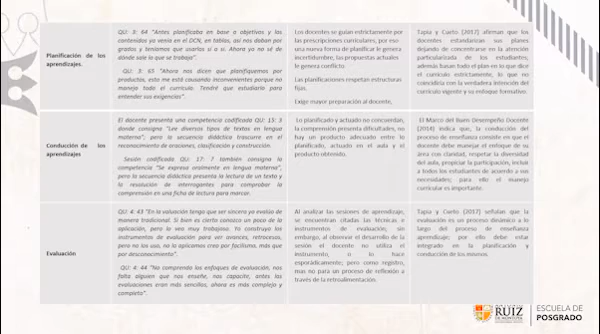 Planificación de los
aprendizajes.
QU: 3: 64 "Antes planificaba en base a objetivos y los
contenidos ya venía en el DCN, en tablas, así nos daban por
grados y teníamos que usarlos sí o sí. Ahora ya no sé de
dónde sale lo que se trabaja".
QU: 3: 65 "Ahora nos dicen que planifiquemos por
productos, esto me está causando inconvenientes porque no
manejo todo el currículo. Tendré que estudiarlo para
entender sus exigencias".
Los docentes se guían estrictamente por
las prescripciones curriculares, por eso
una nueva forma de planificar le genera
incertidumbre, las propuestas actuales
le genera conflicto.
Las planificaciones respetan estructuras
fijas.
Exige mayor preparación al docente,
Tapia y Cueto (2017) afirman que los
docentes estandarizan sus planes
dejando de concentrarse en la atención
particularizada de los estudiantes;
además basan todo el plan en lo que dice
el currículo estrictamente, lo que no
coincidiría con la verdadera intención del
currículo vigente y su enfoque formativo.
Conducción de los
aprendizajes
El docente presenta una competencia codificada QU: 15: 3
donde consigna "Lee diversos tipos de textos en lengua
materna"; pero la secuencia didáctica trascurre en el
reconocimiento de oraciones, clasificación y construcción.
Sesión codificada QU: 17: 7 también consigna la
competencia "Se expresa oralmente en lengua materna",
pero la secuencia didáctica presenta la lectura de un texto y
la resolución de interrogantes para comprobar la
comprensión en una ficha de lectura para marcar.
Lo planificado y actuado no concuerdan,
la comprensión presenta dificultades, no
hay un producto adecuado entre lo
planificado, actuado en el aula y el
producto obtenido.
El Marco del Buen Desempeño Docente
(2014) indica que, la conducción del
proceso de enseñanza consiste en que el
docente debe manejar el enfoque de su
área con claridad, respetar la diversidad
del aula, propiciar la participación, incluir
a todos los estudiantes de acuerdo a sus
necesidades; para ello el manejo
curricular es importante.
Evaluación
QU: 4: 43 "En la valuación tengo que ser sincera yo evalúo de
manera tradicional. Si bien es cierto conozco un poco de la
aplicación, pero la veo muy trabajosa. Yo construyo los
instrumentos de evaluación para ver avances, retrocesos,
pero no los uso, no la aplicamos creo por facilismo, más que
por desconocimiento".
QU: 4: 44 "No comprendo los enfoques de evaluación, nos
falta alguien que nos enseñe, nos capacite, antes las
evaluaciones eran más sencillas, ahora es más complejo y
completo".
Al analizar las sesiones de aprendizaje,
se encuentran citadas las técnicas e
instrumentos de evaluación; sin
embargo, al observar el desarrollo de la
sesión el docente no utiliza el
instrumento, o lo hace
esporádicamente; pero como registro,
mas no para un proceso de reflexión a
través de la retroalimentación.
Tapia y Cueto (2017) señalan que la
evaluación es un proceso dinámico a lo
largo del proceso de enseñanza
aprendizaje; por ello debe estar
integrado en la planificación y
conducción de los mismos.
RUIZ
DE MONTOYA
ESCUELA DE
POSGRADO